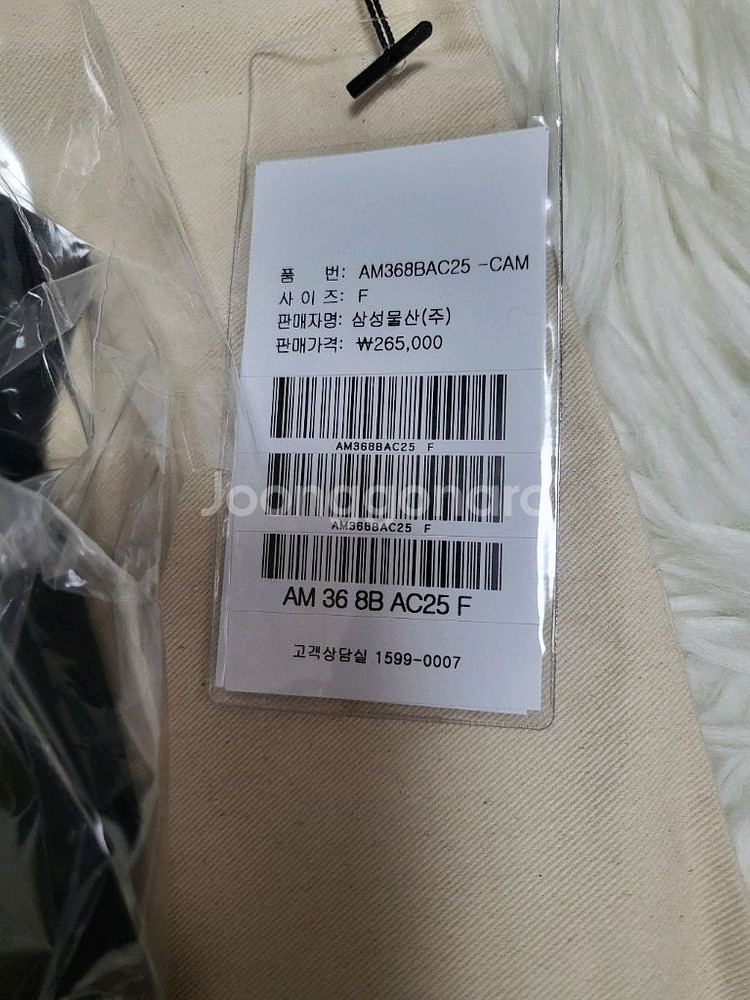 품 번: AM368BAC25 -CAM
사 이 즈: F
판매자명: 삼성물산(주)
판매가격: ₩265,000
AM368BAC25 F
Joonggonara
AM368BAC25 F
AM 36 8B AC25 F
고객상담실 1599-0007